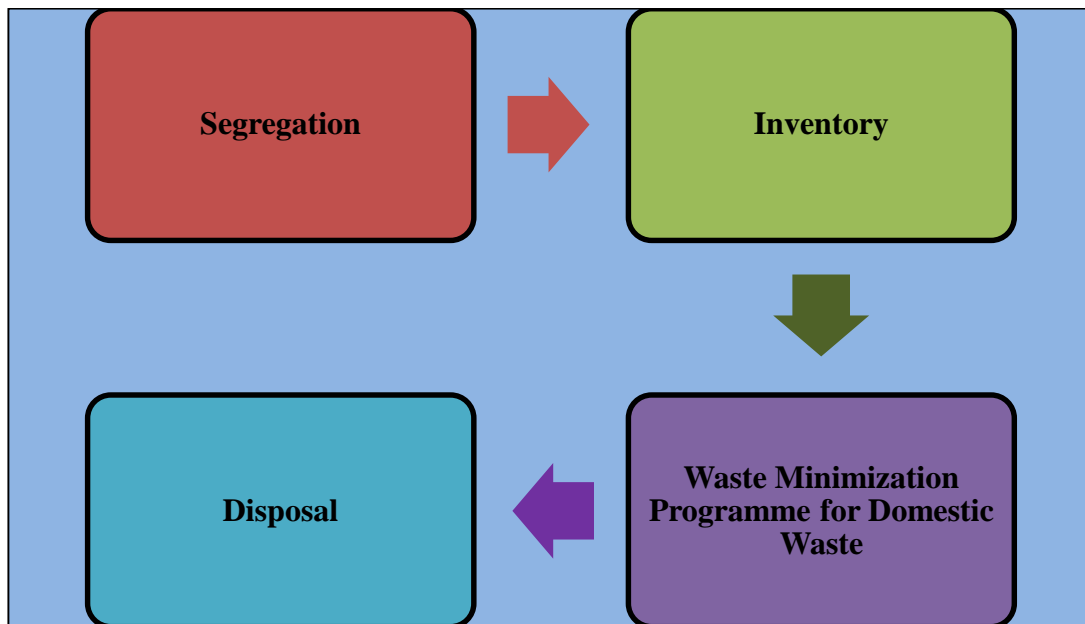 Segregation
Inventory
Waste Minimization
Programme for Domestic
Waste
Disposal